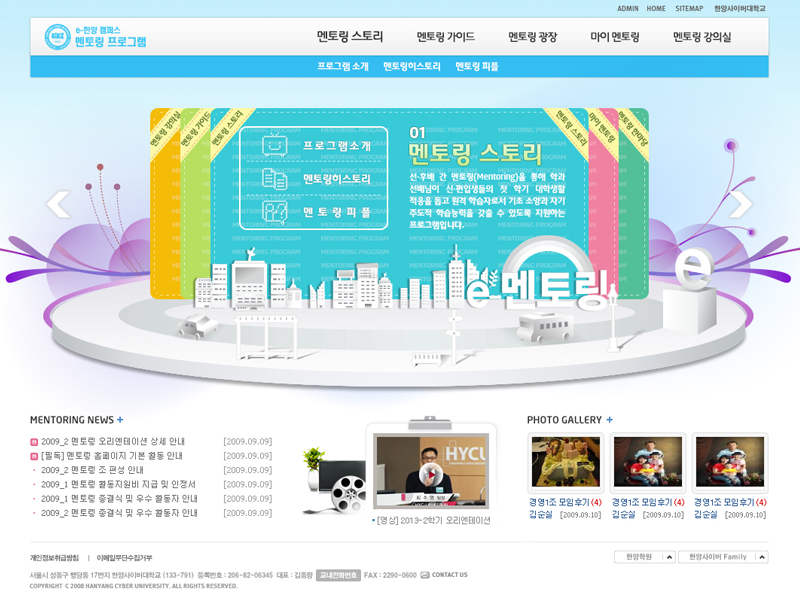 ADMIN HOME SITEMAP 한양사이버대학교
e-한양 캠퍼스
멘토링 프로그램
멘토링 스토리 멘토링 가이드 멘토링 광장 마이 멘토링 멘토링 강의실
프로그램 소개 멘토링히스토리 멘토링 피플
멘토링 강의실
멘토링 가이드
멘토링 스토리
프로그램소개
멘토링히스토리
멘 토 링 피 플
01
멘토링 스토리
선·후배 간 멘토링(Mentoring)을 통해 학과
선배님이 신·편입생들의 첫 학기 대학생활
적응을 돕고 원격 학습자로서 기초 소양과 자기
주도적 학습능력을 갖출 수 있도록 지원하는
프로그램입니다.
멘토링 스토리
마이 멘토링
멘토링 한마당
e-멘토링
e
MENTORING NEWS +
2009_2 멘토링 오리엔테이션 상세 안내 [2009.09.09]
[필독] 멘토링 홈페이지 기본 활동 안내 [2009.09.09]
2009_2 멘토링 조 편성 안내 [2009.09.09]
2009_1 멘토링 활동지원비 지급 및 인정서 [2009.09.09]
2009_1 멘토링 종결식 및 우수 활동자 안내 [2009.09.09]
2009_2 멘토링 종결식 및 우수 활동자 안내 [2009.09.09]
HYCU
[영상] 2013-2학기 오리엔테이션
PHOTO GALLERY +
경영1조 모임후기 (4) 경영1조 모임후기 (4) 경영1조 모임후기 (4)
김순실 [2009.09.10] 김순실 [2009.09.10] 김순실 [2009.09.10]
개인정보취급방침 | 이메일무단수집거부
한양학원 한양사이버 Family
서울시 성동구 행당동 17번지 한양사이버대학교 (133-791) 등록번호 : 206-82-06345 대표 : 김종량 교내전화번호 FAX : 2290-0600 CONTACT US
COPYRIGHT C 2008 HANYANG CYBER UNIVERSITY. ALL RIGHTS RESERVED.